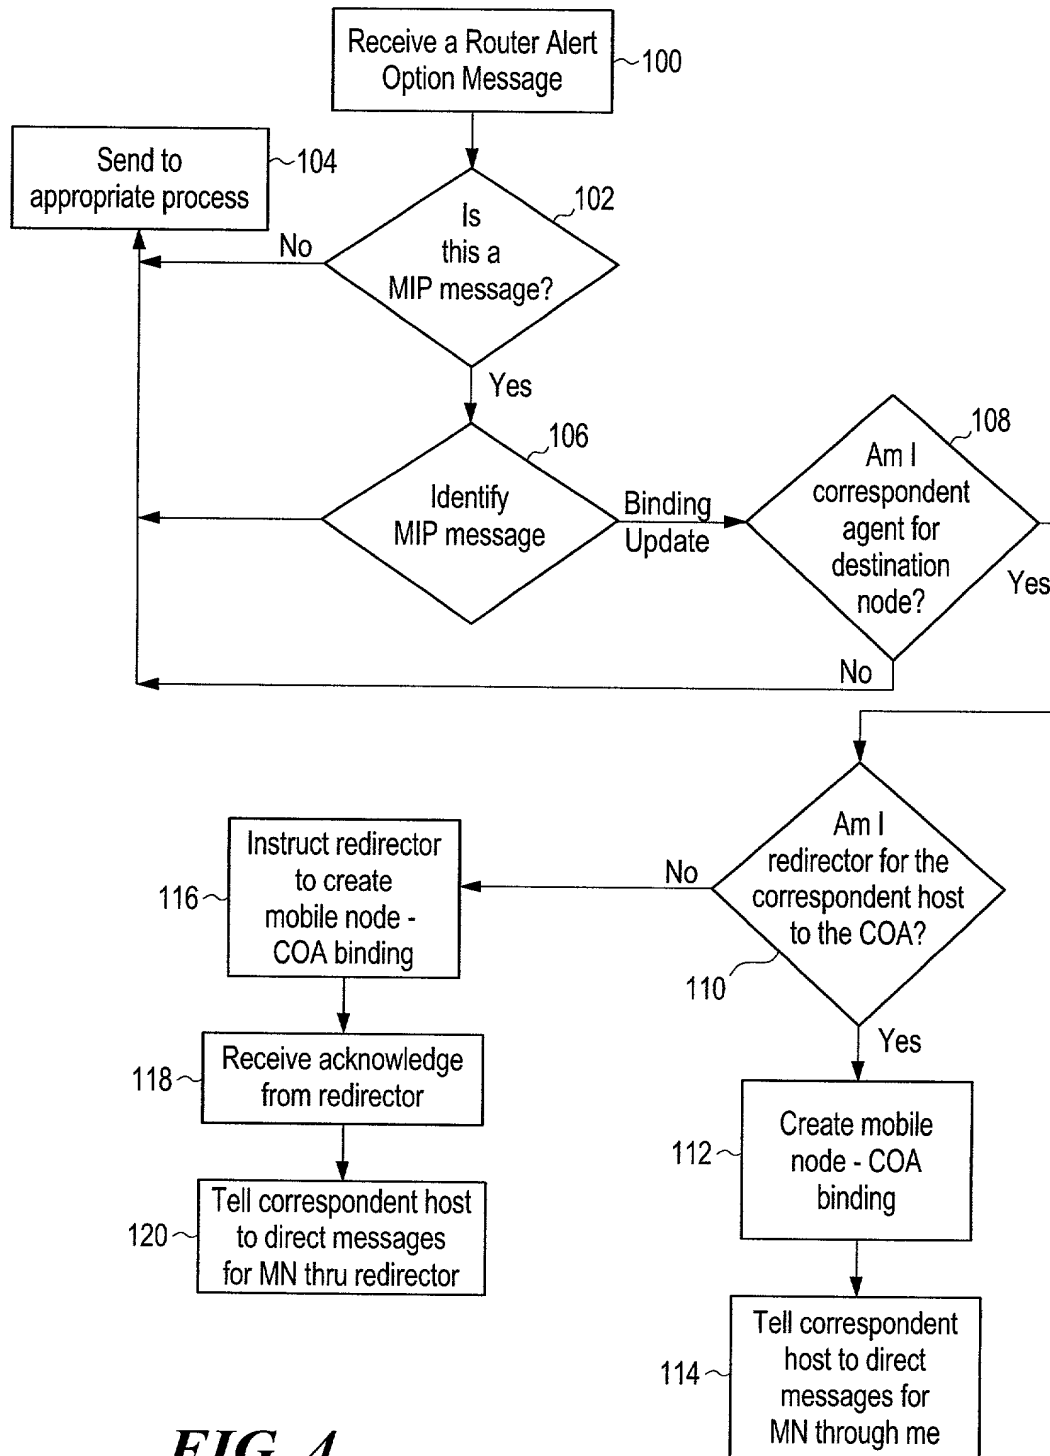 Receive a Router Alert
Option Message
100
Send to
appropriate process
104
Is
this a
MIP message?
102
No
Yes
Identify
MIP message
106
Binding
Update
Am I
correspondent
agent for
destination
node?
108
Yes
No
Am I
redirector for the
correspondent host
to the COA?
110
No
Yes
Instruct redirector
to create
mobile node -
COA binding
116
Receive acknowledge
from redirector
118
Tell correspondent host
to direct messages
for MN thru redirector
120
Create mobile
node - COA
binding
112
Tell correspondent
host to direct
messages for
MN through me
114
FIG. 4